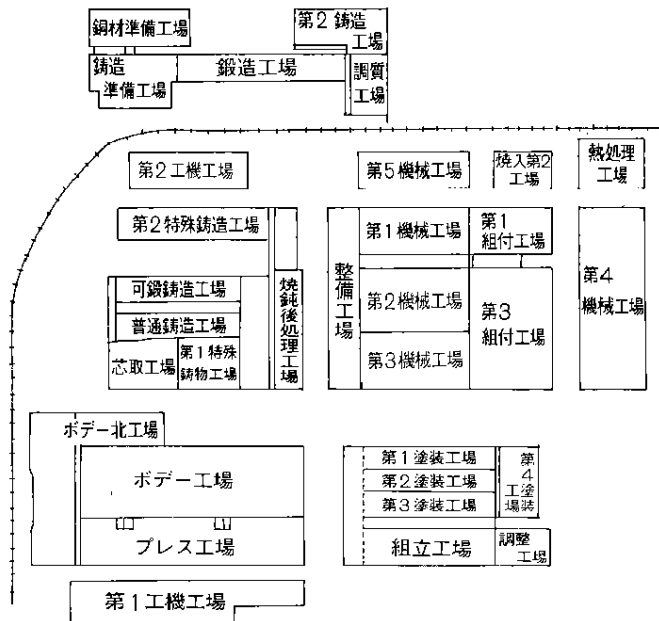 鋼材準備工場
第2鋳造
工場
鋳造
準備工場
鍛造工場
調質
工場
第2工機工場
第5機械工場
焼入第2
工場
熱処理
工場
第2特殊鋳造工場
焼鈍後処理工場
可鍛鋳造工場
普通鋳造工場
芯取工場
第1特殊
鋳物工場
整備工場
第1機械工場
第2機械工場
第3機械工場
第1
組付工場
第3
組付工場
第4
機械工場
ボデー北工場
ボデー工場
プレス工場
第1塗装工場
第2塗装工場
第3塗装工場
第4塗装
工場
組立工場
調整
工場
第1工機工場